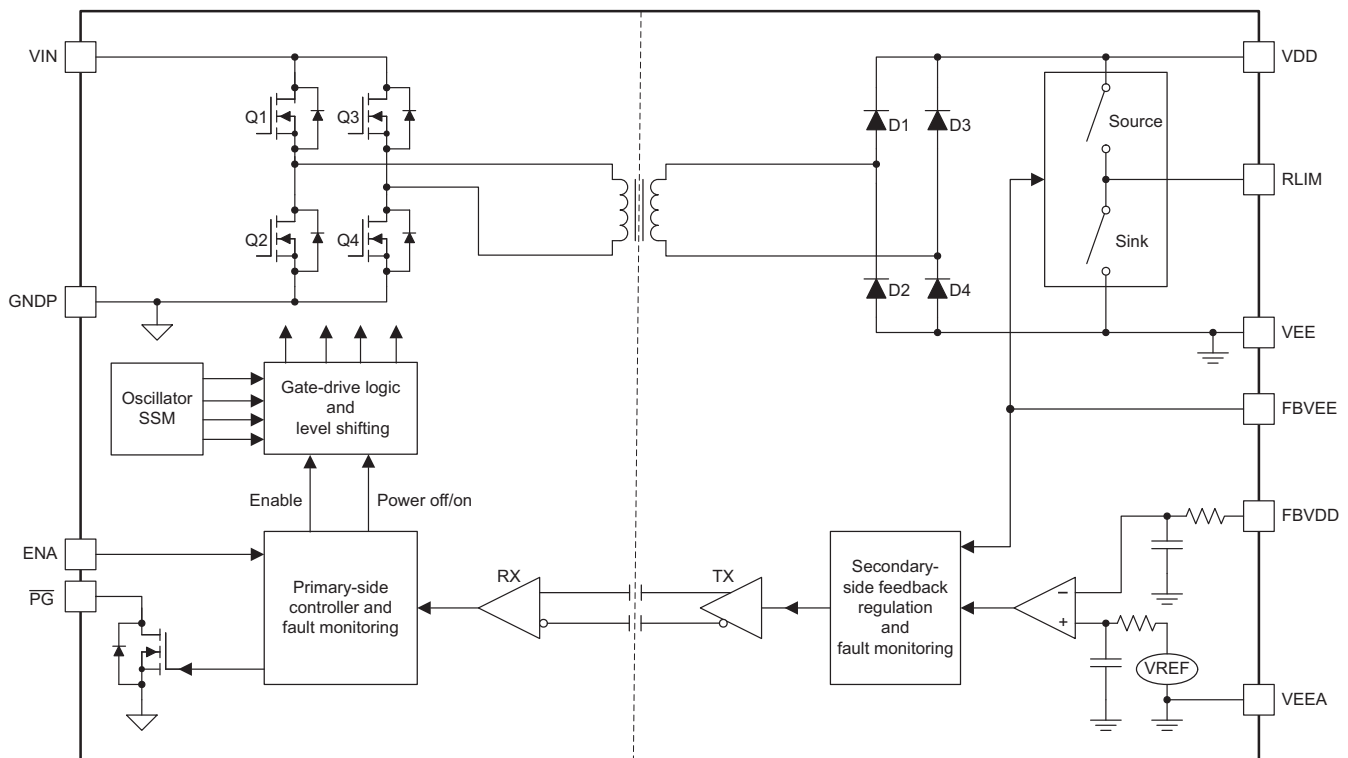 VIN
VDD
Q1
Q3
D1
D3
Source
RLIM
Q2
Q4
Sink
GNDP
D2
D4
VEE
Oscillator
SSM
Gate-drive logic
and
level shifting
FBVEE
Enable
Power off/on
FBVDD
ENA
PG
Primary-side
controller and
fault monitoring
RX
TX
Secondary-
side feedback
regulation
and
fault monitoring
–
+
VREF
VEEA